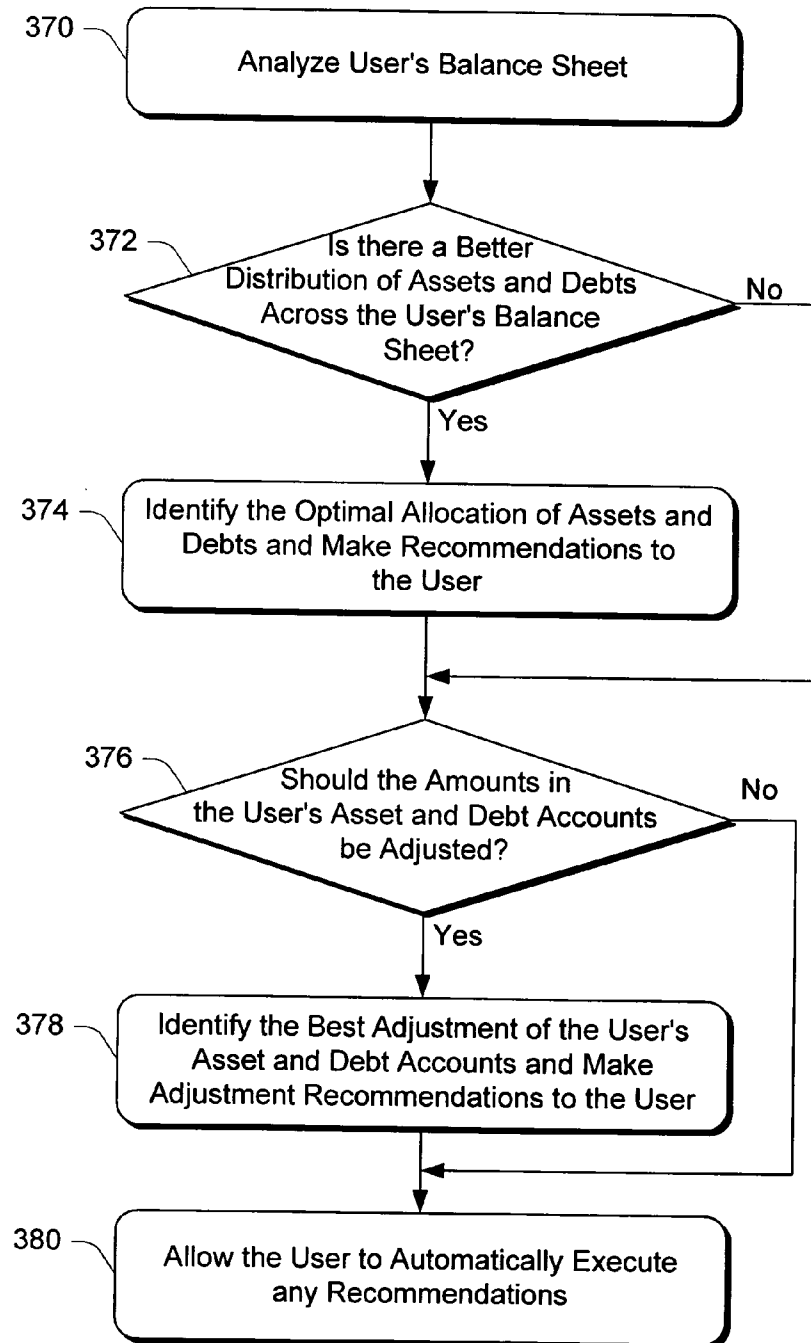 370
Analyze User's Balance Sheet
372
Is there a Better
Distribution of Assets and Debts
Across the User's Balance
Sheet?
No
Yes
374
Identify the Optimal Allocation of Assets and
Debts and Make Recommendations to
the User
376
Should the Amounts in
the User's Asset and Debt Accounts
be Adjusted?
No
Yes
378
Identify the Best Adjustment of the User's
Asset and Debt Accounts and Make
Adjustment Recommendations to the User
380
Allow the User to Automatically Execute
any Recommendations